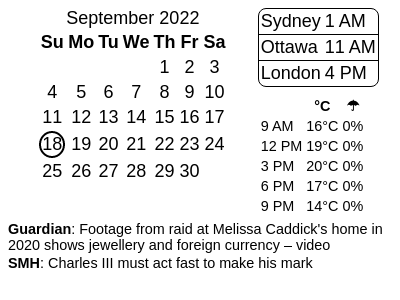 September 2022
Su Mo Tu We Th Fr Sa
1 2 3
4 5 6 7 8 9 10
11 12 13 14 15 16 17
18 19 20 21 22 23 24
25 26 27 28 29 30
Sydney 1 AM
Ottawa 11 AM
London 4 PM
°C ☂
9 AM 16°C 0%
12 PM 19°C 0%
3 PM 20°C 0%
6 PM 17°C 0%
9 PM 14°C 0%
Guardian: Footage from raid at Melissa Caddick's home in
2020 shows jewellery and foreign currency – video
SMH: Charles III must act fast to make his mark